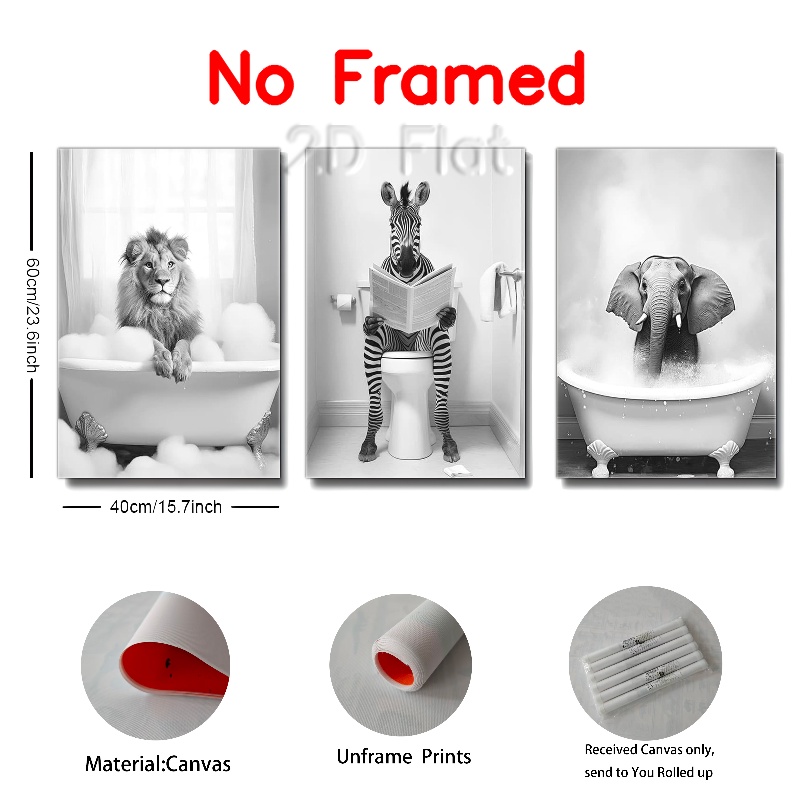 No Framed
2D Flat
60cm/23.6inch
40cm/15.7inch
Material:Canvas
Unframe Prints
Received Canvas only,
send to You Rolled up